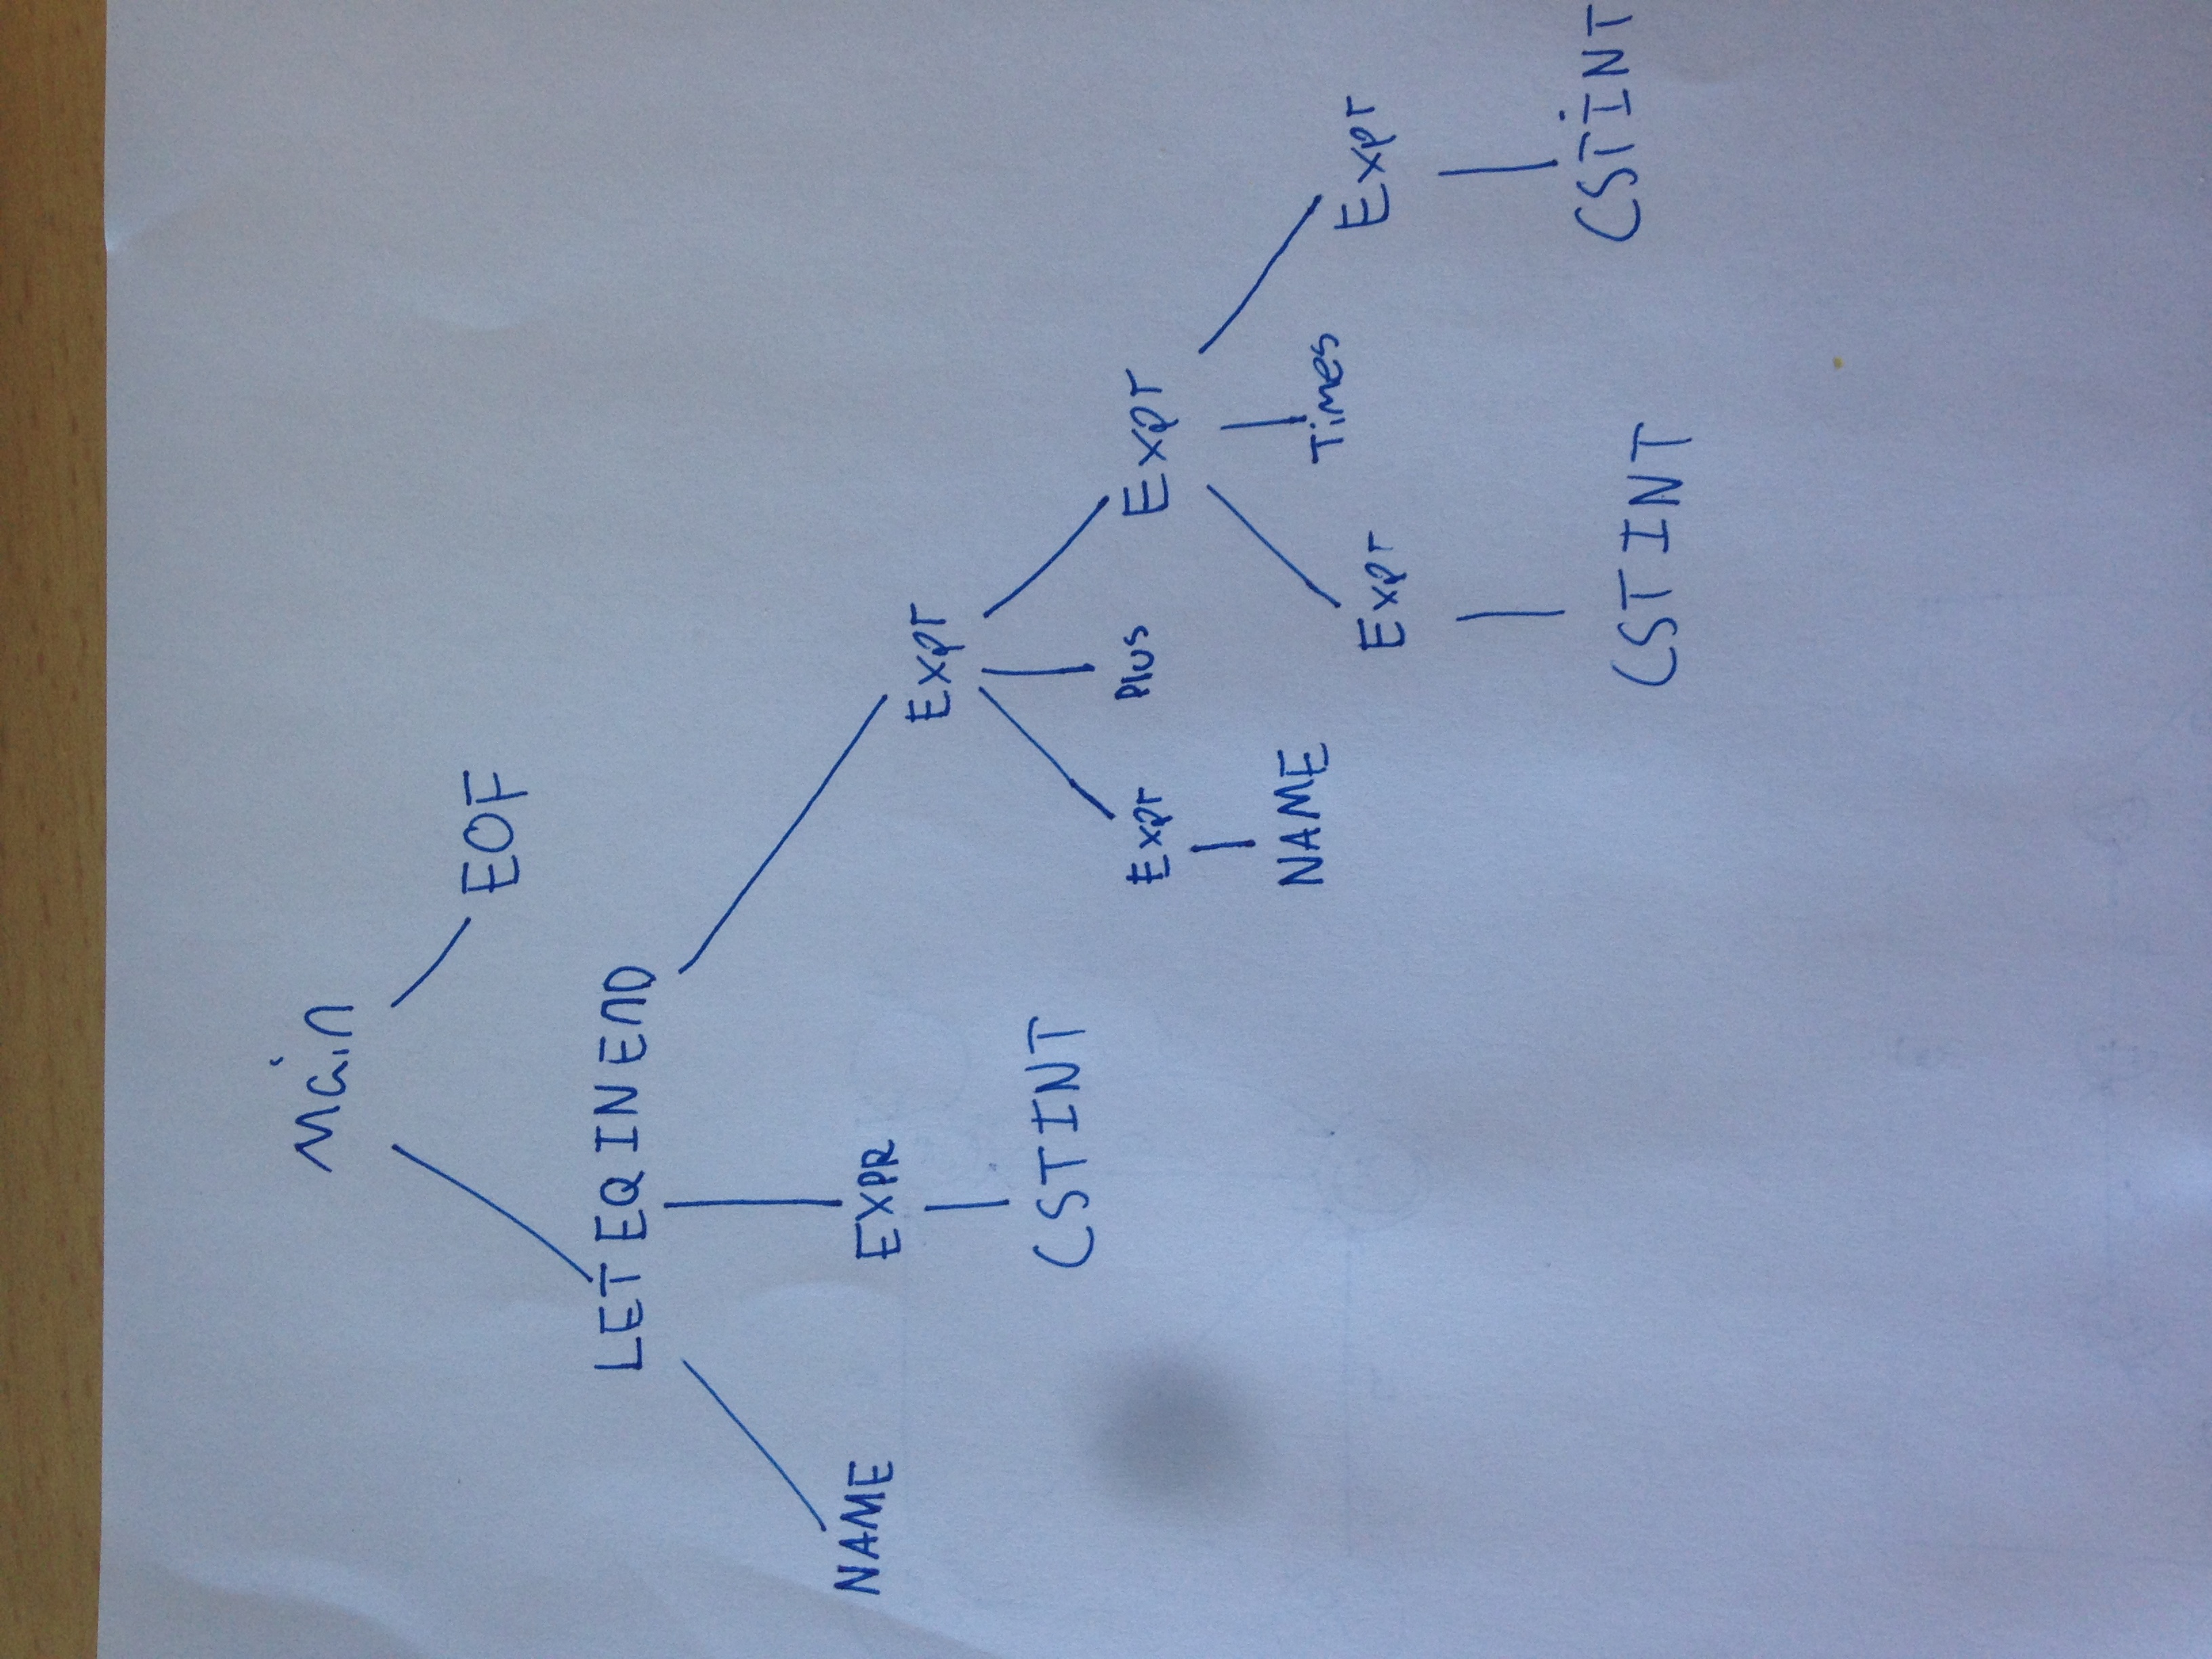 Main
EOF
LET EQ IN END
NAME EXPR
Expr
CSTINT
Expr Plus Expr
NAME
Times
Expr Expr
CSTINT
CSTINT